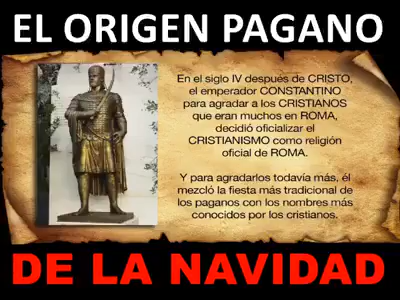 EL ORIGEN PAGANO
En el siglo IV después de CRISTO,
el emperador CONSTANTINO
para agradar a los CRISTIANOS
que eran muchos en ROMA,
decidió oficializar el
CRISTIANISMO como religión
oficial de ROMA.
Y para agradarlos todavía más, él
mezcló la fiesta más tradicional de
los paganos con los nombres más
conocidos por los cristianos.
DE LA NAVIDAD